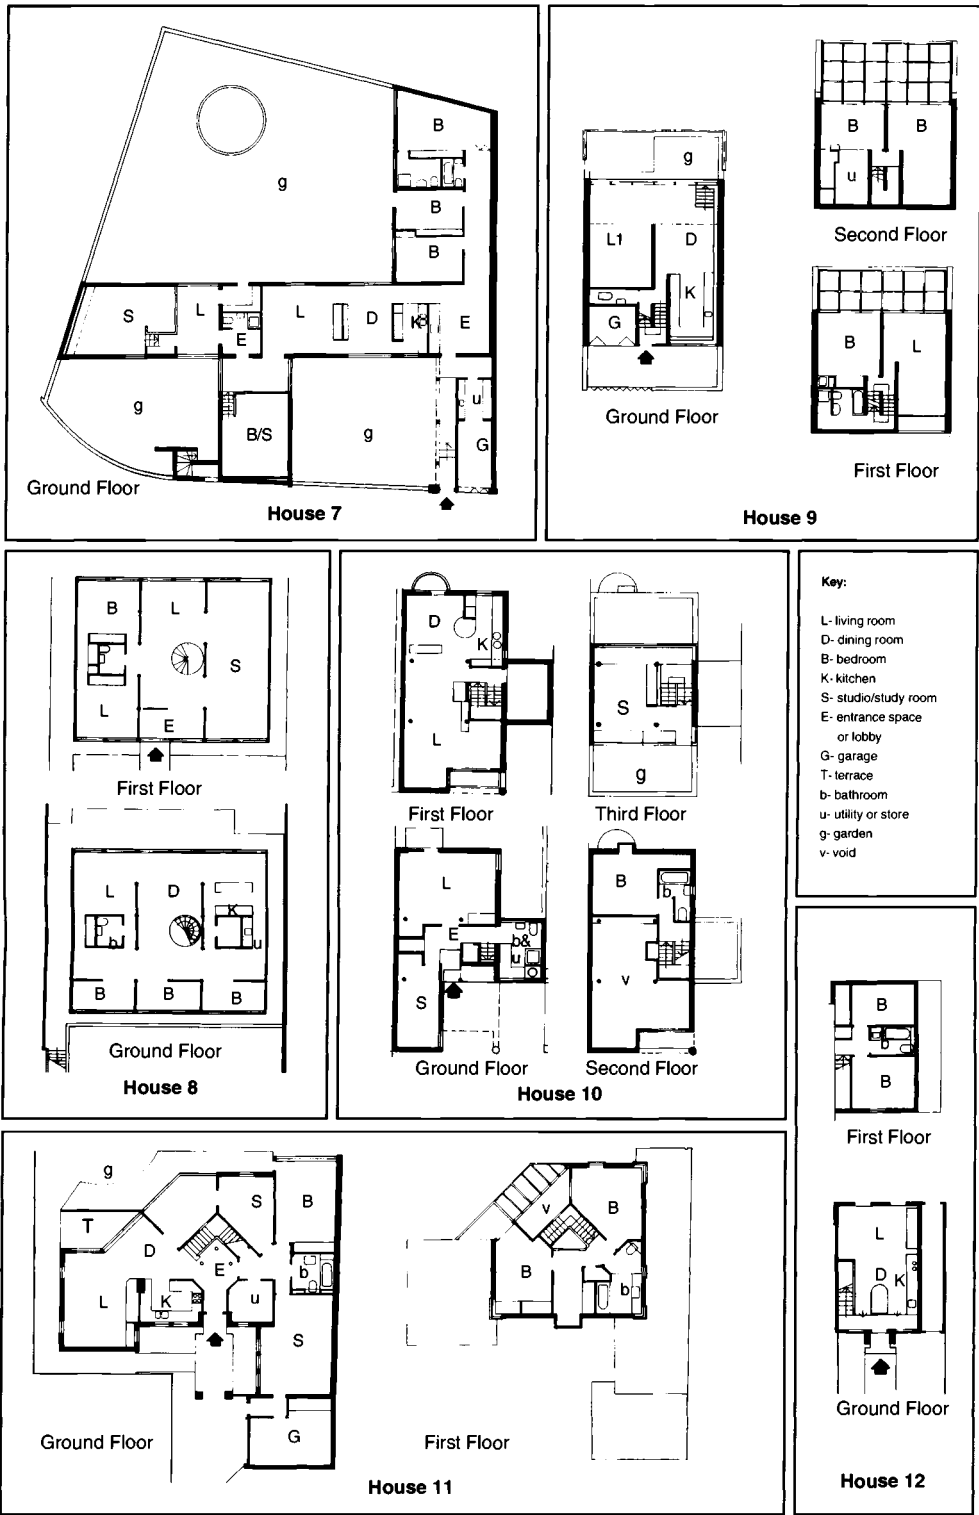 B
g
B
B
S
L
E
L
D
K
E
g
B/S
g
u
G
Ground Floor
House 7
g
L1
D
K
G
Ground Floor
B
B
u
Second Floor
B
L
First Floor
House 9
B
L
S
L
E
First Floor
L
D
K
b
u
B
B
B
Ground Floor
House 8
D
K
L
First Floor
S
g
Third Floor
L
E
b&
u
S
Ground Floor
B
b
v
Second Floor
House 10
Key:
L- living room
D- dining room
B- bedroom
K- kitchen
S- studio/study room
E- entrance space
or lobby
G- garage
T- terrace
b- bathroom
u- utility or store
g- garden
v- void
g
T
S
B
D
E
b
L
K
u
S
G
Ground Floor
v
B
B
b
First Floor
House 11
B
B
First Floor
L
D
K
Ground Floor
House 12